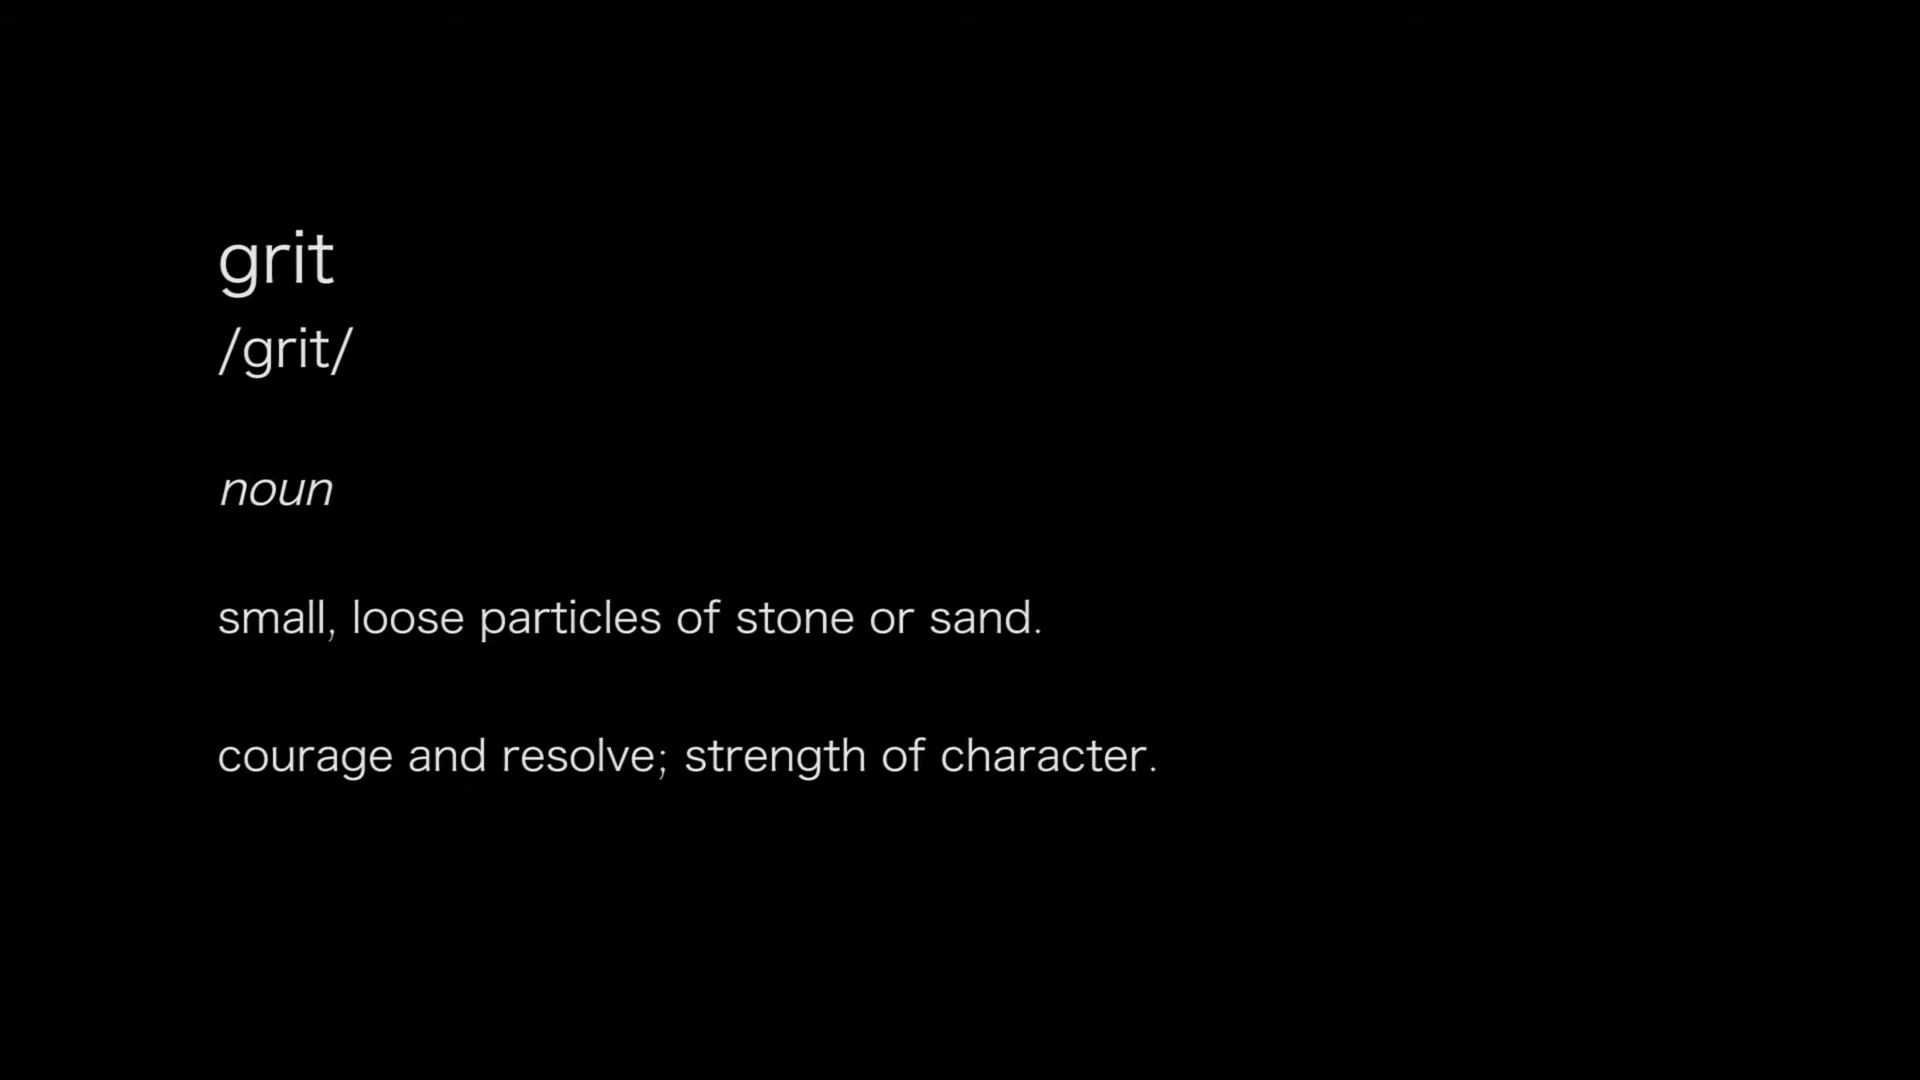 grit
/grit/
noun
small, loose particles of stone or sand.
courage and resolve; strength of character.